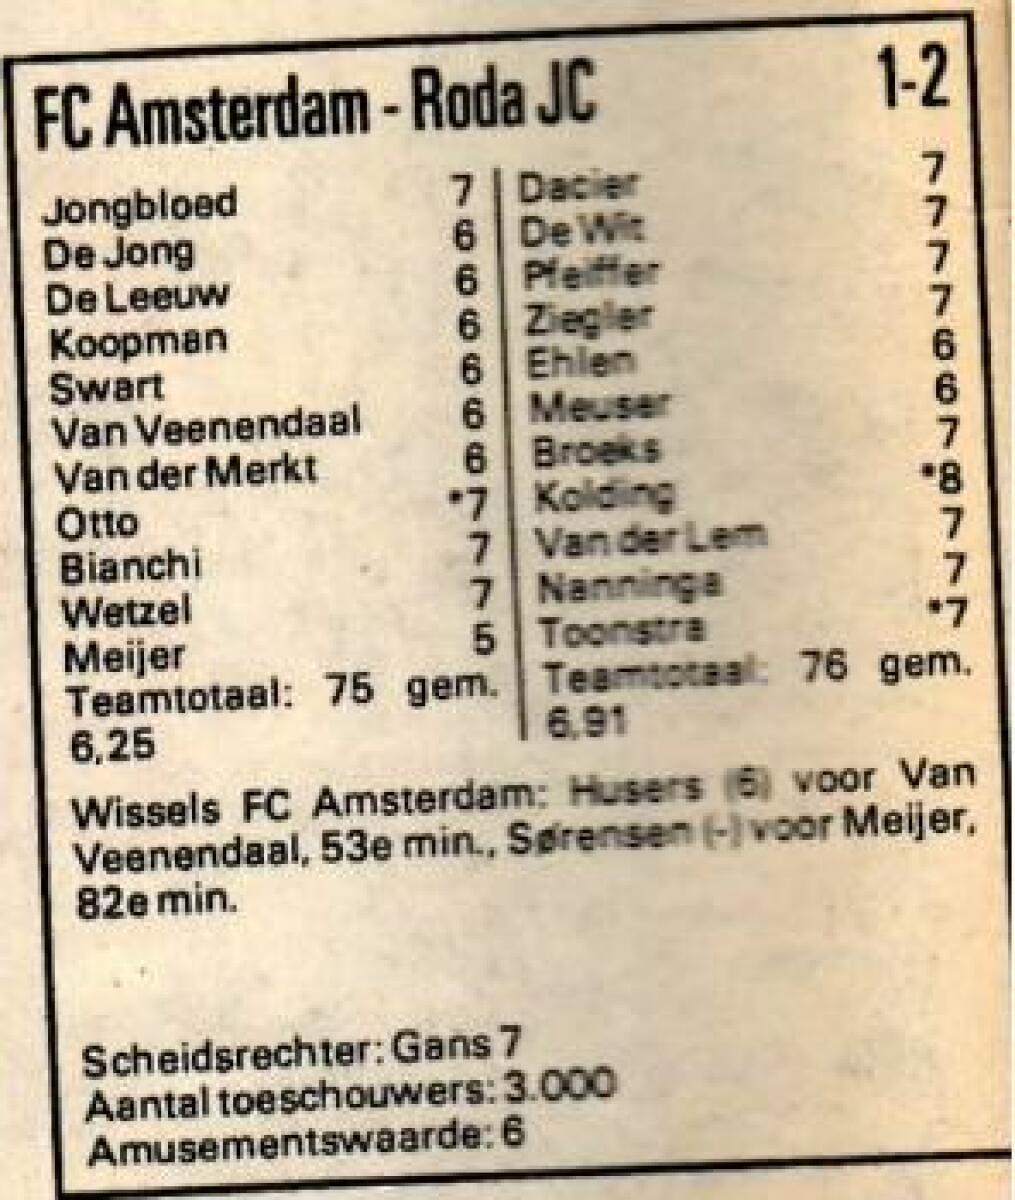 FC Amsterdam - Roda JC 1-2
Jongbloed 7
De Jong 6
De Leeuw 6
Koopman 6
Swart 6
Van Veenendaal 6
Van der Merkt 6
Otto *7
Bianchi 7
Wetzel 7
Meijer 5
Teamtotaal: 75 gem.
6,25
Dacier 7
De Wit 7
Pfeiffer 7
Ziegler 7
Ehlen 6
Meuser 6
Broeks 7
Kolding *8
Van der Lem 7
Nanninga 7
Toonstra *7
Teamtotaal: 76 gem.
6,91
Wissels FC Amsterdam: Husers (6) voor Van
Veenendaal, 53e min., Sørensen (-) voor Meijer,
82e min.
Scheidsrechter: Gans 7
Aantal toeschouwers: 3.000
Amusementswaarde: 6